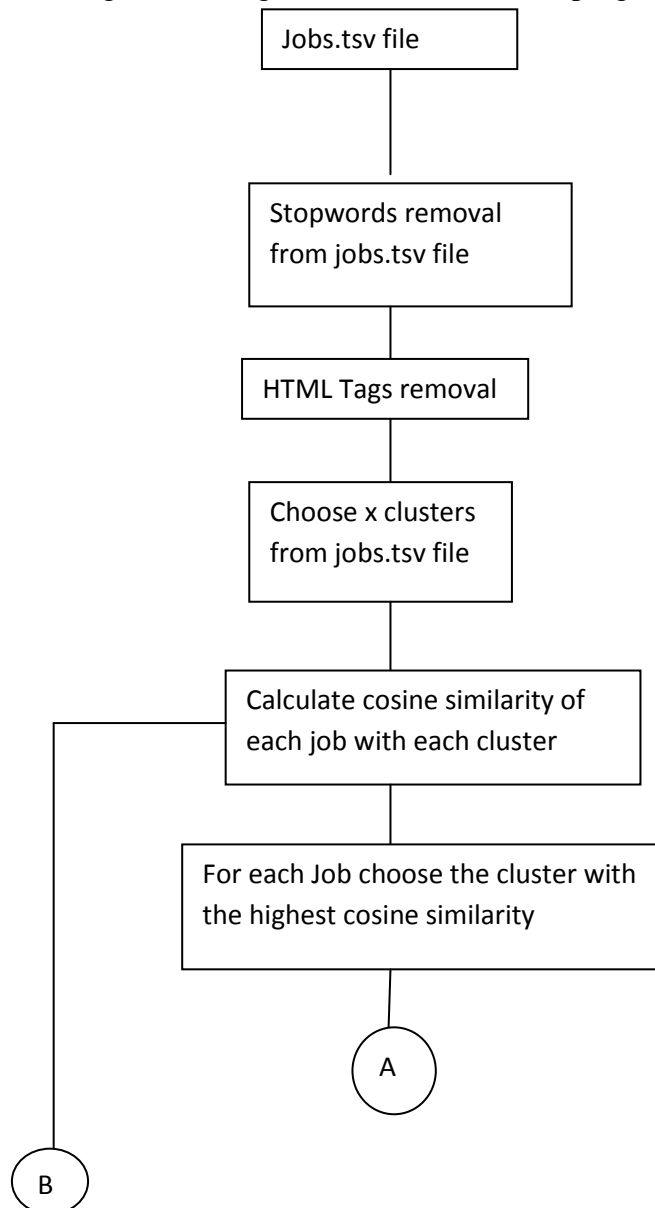 Jobs.tsv file
Stopwords removal
from jobs.tsv file
HTML Tags removal
Choose x clusters
from jobs.tsv file
Calculate cosine similarity of
each job with each cluster
For each Job choose the cluster with
the highest cosine similarity
A
B